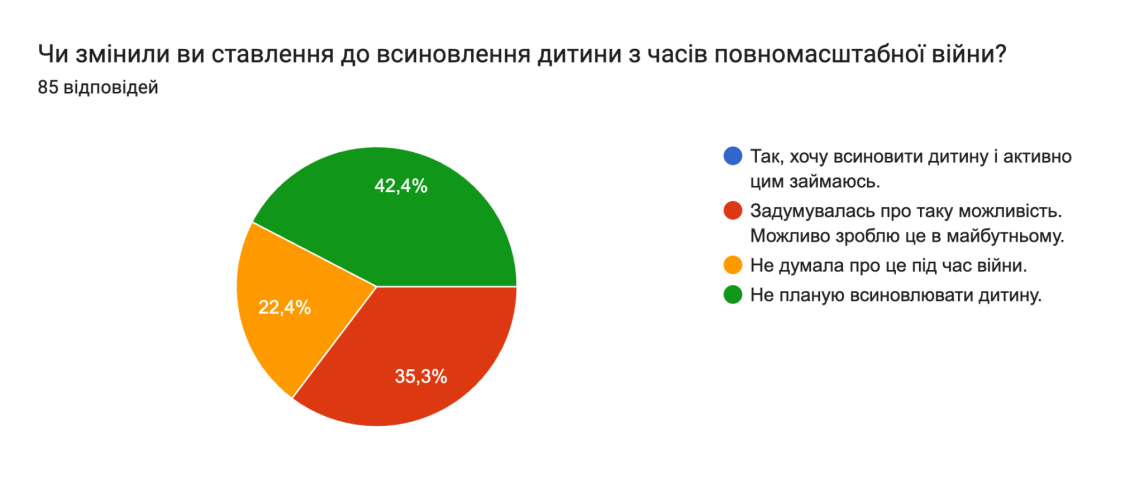 Чи змінили ви ставлення до всиновлення дитини з часів повномасштабної війни?
85 відповідей
42,4%
22,4%
35,3%
Так, хочу всиновити дитину і активно
цим займаюсь.
Задумувалась про таку можливість.
Можливо зроблю це в майбутньому.
Не думала про це під час війни.
Не планую всиновлювати дитину.